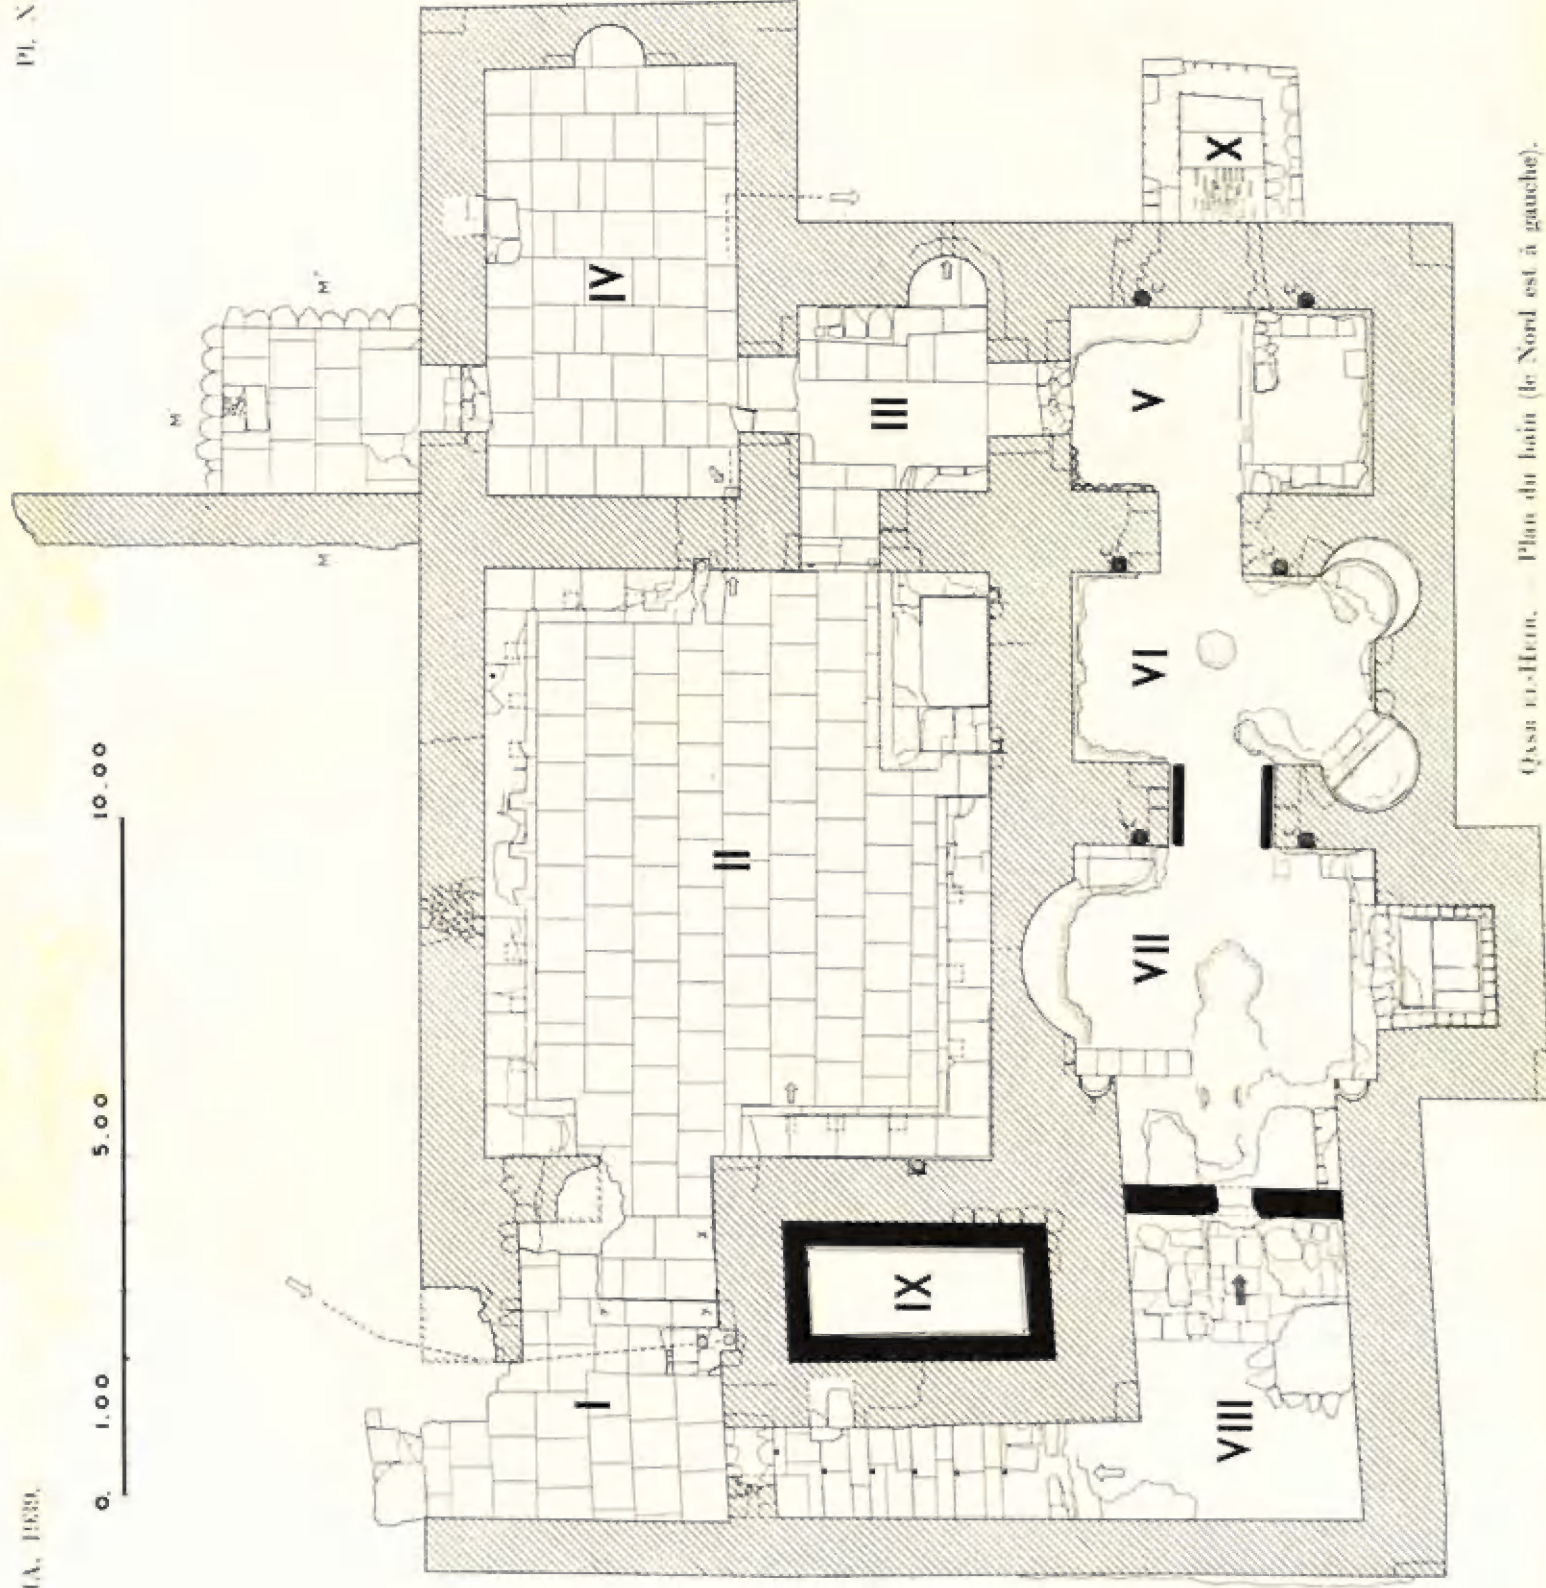 IV
X
III
V
II
VI
VII
IX
I
VIII
0.
1.00
5.00
10.00
M
M'
M"
x
y
y
1939.
Pl.
QASR EL-HEIR. – Plan du bain (le Nord est à gauche).